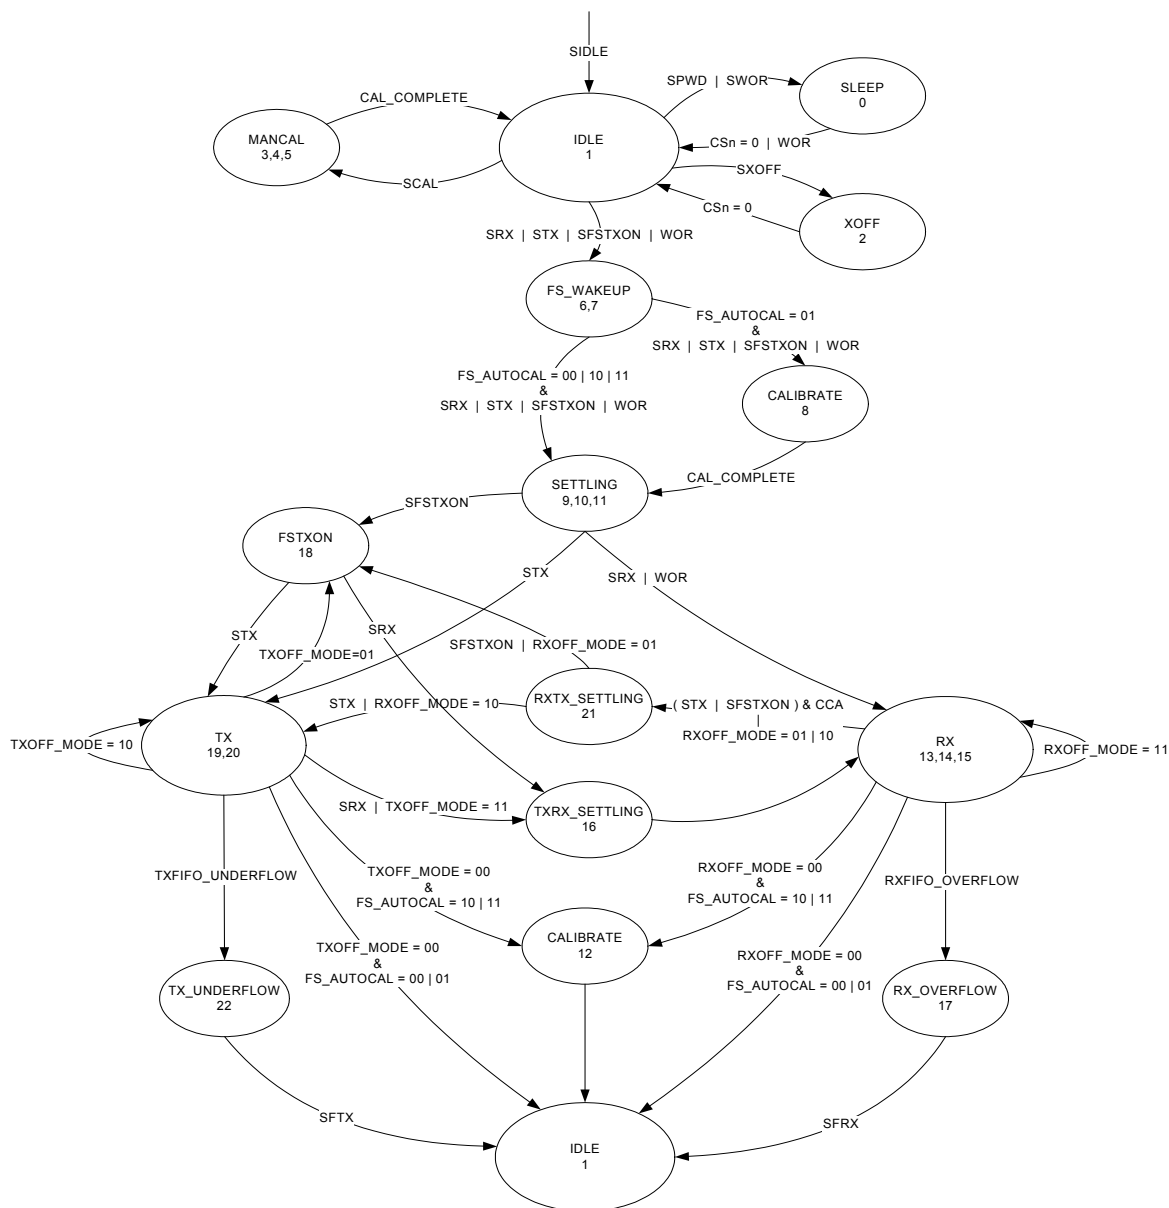 SIDLE
SPWD | SWOR
SLEEP
0
CAL_COMPLETE
IDLE
1
MANCAL
3,4,5
CSn = 0 | WOR
SCAL
SXOFF
CSn = 0
XOFF
2
SRX | STX | SFSTXON | WOR
FS_WAKEUP
6,7
FS_AUTOCAL = 01
&
SRX | STX | SFSTXON | WOR
FS_AUTOCAL = 00 | 10 | 11
&
SRX | STX | SFSTXON | WOR
CALIBRATE
8
CAL_COMPLETE
SETTLING
9,10,11
SFSTXON
FSTXON
18
STX
SRX | WOR
STX
SRX
TXOFF_MODE=01
SFSTXON | RXOFF_MODE = 01
RXTX_SETTLING
21
STX | RXOFF_MODE = 10
( STX | SFSTXON ) & CCA
|
RXOFF_MODE = 01 | 10
TXOFF_MODE = 10
TX
19,20
RX
13,14,15
RXOFF_MODE = 11
SRX | TXOFF_MODE = 11
TXRX_SETTLING
16
TXOFF_MODE = 00
&
FS_AUTOCAL = 10 | 11
RXOFF_MODE = 00
&
FS_AUTOCAL = 10 | 11
TXFIFO_UNDERFLOW
RXFIFO_OVERFLOW
CALIBRATE
12
TXOFF_MODE = 00
&
FS_AUTOCAL = 00 | 01
RXOFF_MODE = 00
&
FS_AUTOCAL = 00 | 01
TX_UNDERFLOW
22
RX_OVERFLOW
17
SFTX
SFRX
IDLE
1